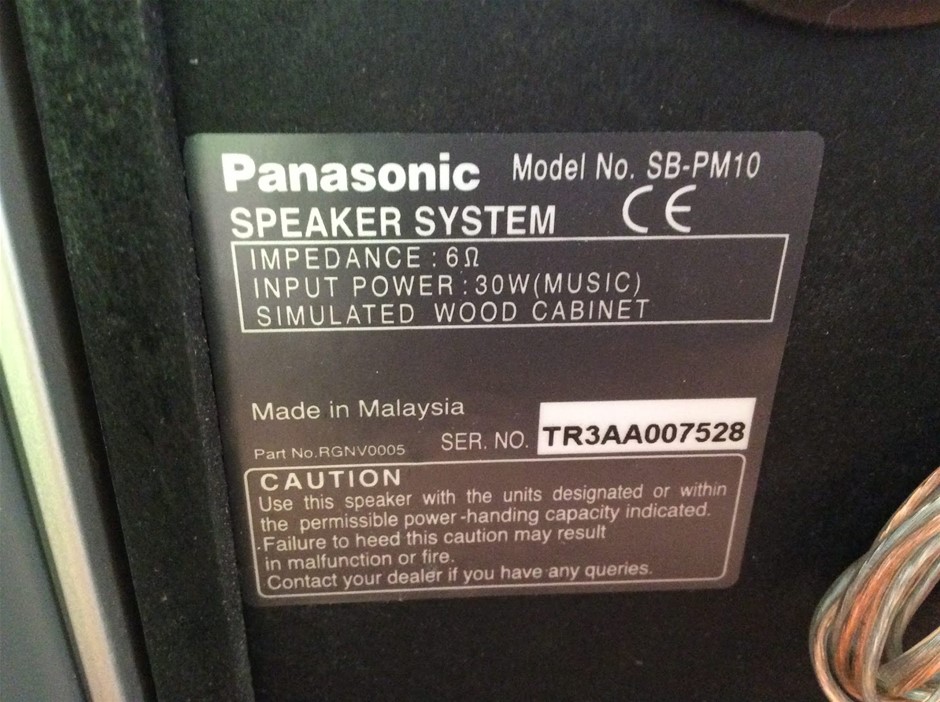 Panasonic Model No. SB-PM10
SPEAKER SYSTEM CE
IMPEDANCE : 6Ω
INPUT POWER : 30W(MUSIC)
SIMULATED WOOD CABINET
Made in Malaysia
Part No.RGNV0005 SER. NO. TR3AA007528
CAUTION
Use this speaker with the units designated or within
the permissible power-handing capacity indicated.
.Failure to heed this caution may result
in malfunction or fire.
Contact your dealer if you have any queries.